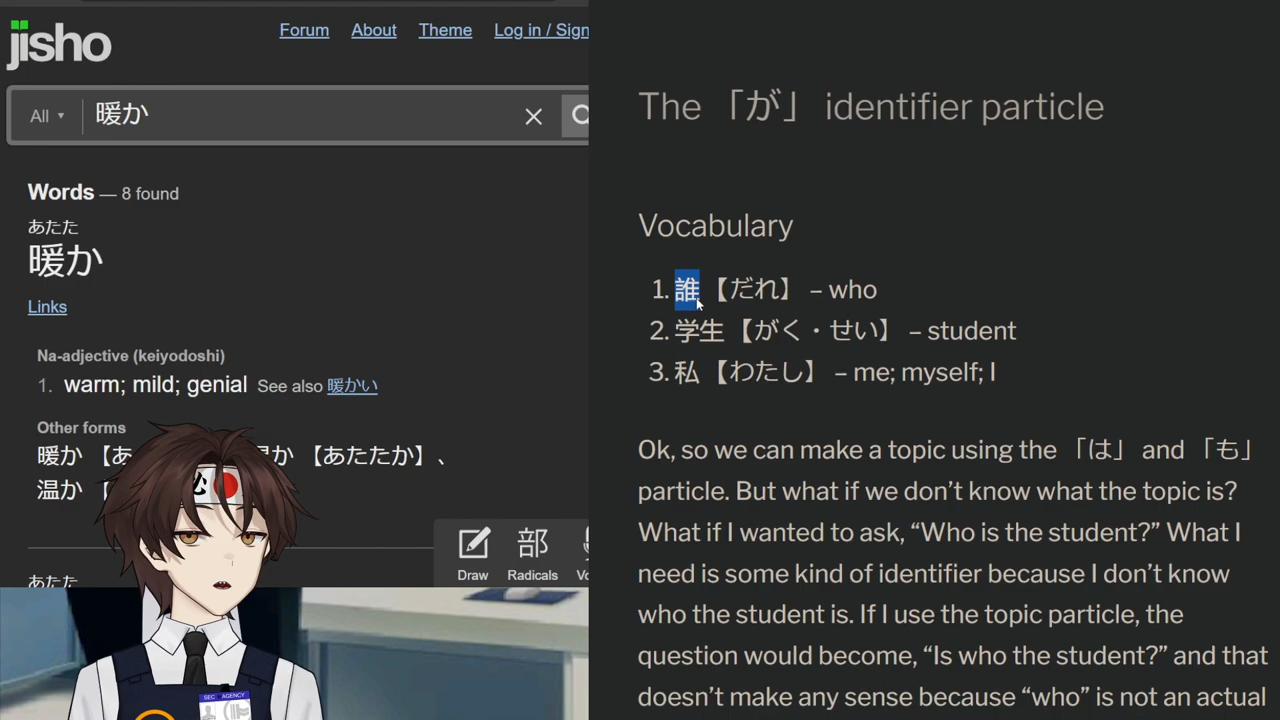 jisho
Forum About Theme Log in / Sign
All ▾ 暖か
Words — 8 found
あたた
暖か
Links
Na-adjective (keiyodoshi)
1. warm; mild; genial See also 暖かい
Other forms
暖か 【あ か 【あたたか】、
温か 【
あたた
Draw
部
Radicals
SEC AGENCY
The 「が」 identifier particle
Vocabulary
1. 誰 【だれ】 – who
2. 学生 【がく・せい】 – student
3. 私 【わたし】 – me; myself; I
Ok, so we can make a topic using the 「は」 and 「も」
particle. But what if we don’t know what the topic is?
What if I wanted to ask, “Who is the student?” What I
need is some kind of identifier because I don’t know
who the student is. If I use the topic particle, the
question would become, “Is who the student?” and that
doesn’t make any sense because “who” is not an actual